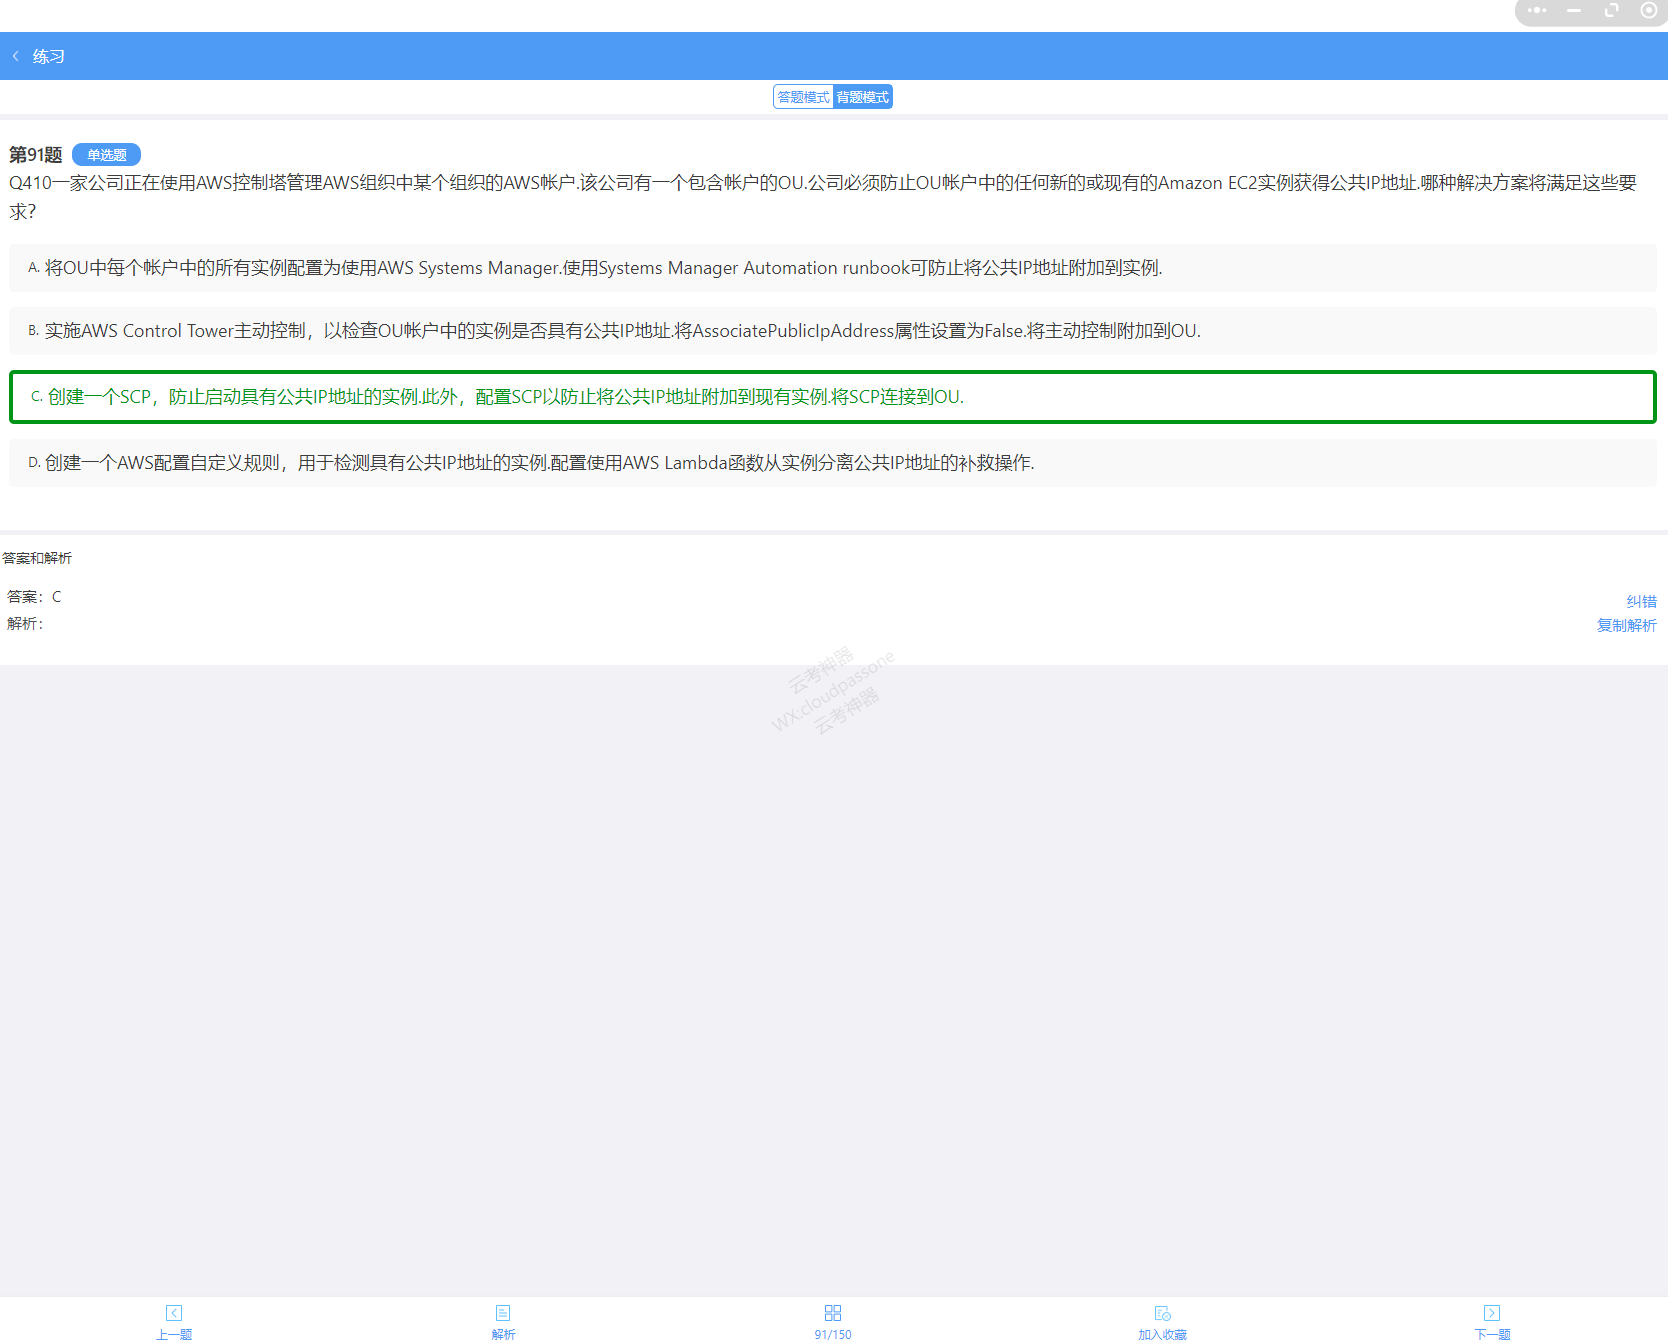 练习
答题模式 背题模式
第91题 单选题
Q410一家公司正在使用AWS控制塔管理AWS组织中某个组织的AWS帐户.该公司有一个包含帐户的OU.公司必须防止OU帐户中的任何新的或现有的Amazon EC2实例获得公共IP地址.哪种解决方案将满足这些要
求?
A. 将OU中每个帐户中的所有实例配置为使用AWS Systems Manager.使用Systems Manager Automation runbook可防止将公共IP地址附加到实例.
B. 实施AWS Control Tower主动控制，以检查OU帐户中的实例是否具有公共IP地址.将AssociatePublicIpAddress属性设置为False.将主动控制附加到OU.
C. 创建一个SCP，防止启动具有公共IP地址的实例.此外，配置SCP以防止将公共IP地址附加到现有实例.将SCP连接到OU.
D. 创建一个AWS配置自定义规则，用于检测具有公共IP地址的实例.配置使用AWS Lambda函数从实例分离公共IP地址的补救操作.
答案和解析
答案：C
纠错
解析：
复制解析
云考神器
WX:cloudpassone
云考神器
上一题 解析 91/150 加入收藏 下一题